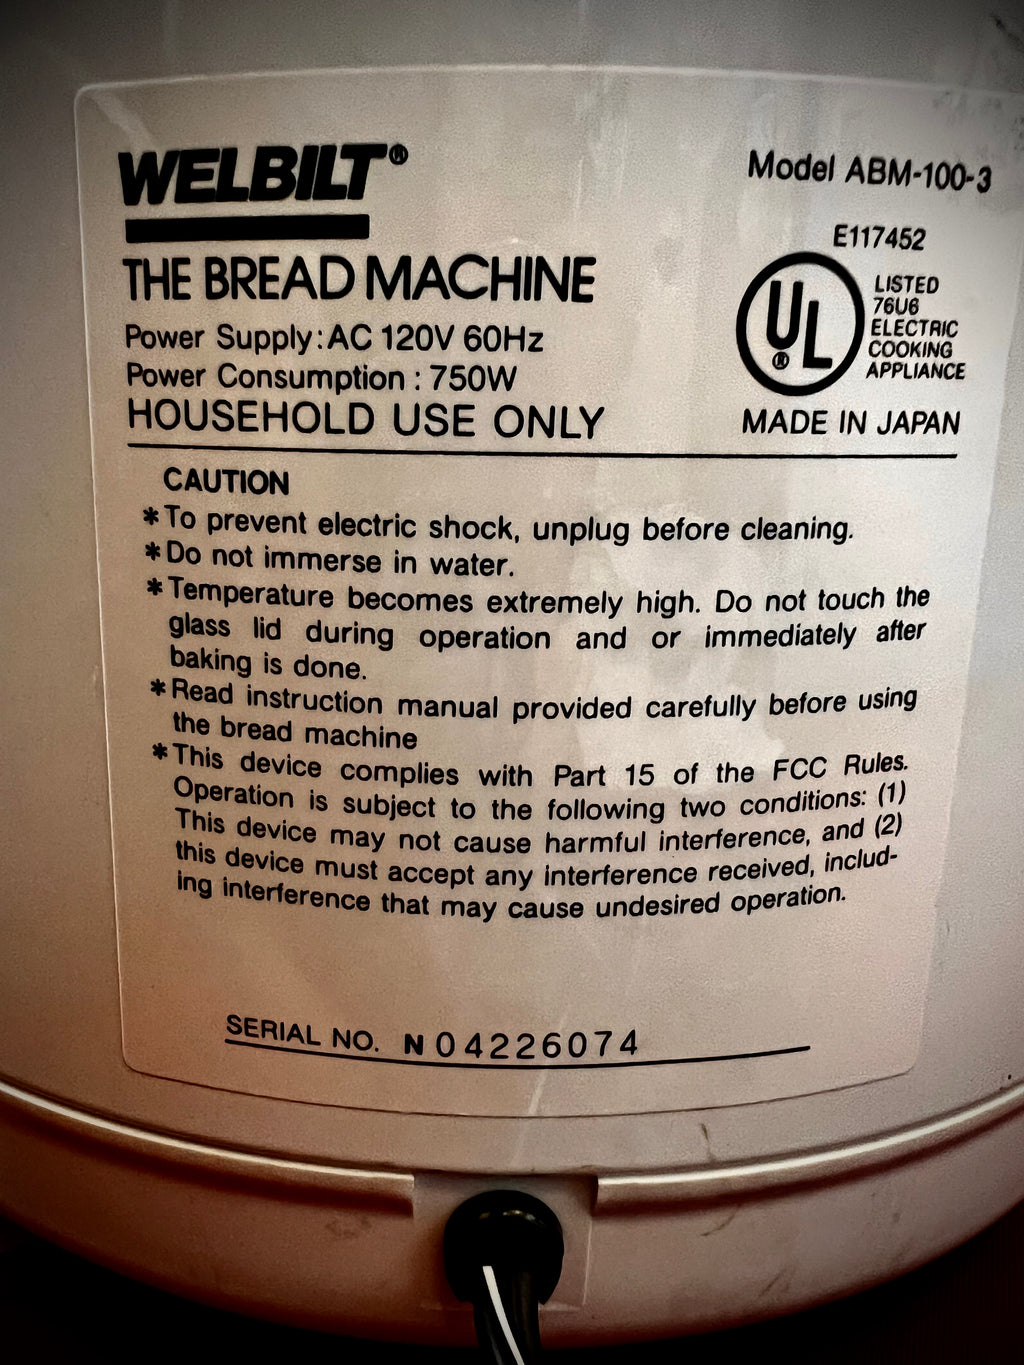 WELBILT®
Model ABM-100-3
THE BREAD MACHINE
Power Supply:AC 120V 60Hz
Power Consumption : 750W
HOUSEHOLD USE ONLY
E117452
UL®
LISTED
76U6
ELECTRIC
COOKING
APPLIANCE
MADE IN JAPAN
CAUTION
*To prevent electric shock, unplug before cleaning.
*Do not immerse in water.
*Temperature becomes extremely high. Do not touch the
glass lid during operation and or immediately after
baking is done.
*Read instruction manual provided carefully before using
the bread machine
*This device complies with Part 15 of the FCC Rules.
Operation is subject to the following two conditions: (1)
This device may not cause harmful interference, and (2)
this device must accept any interference received, includ-
ing interference that may cause undesired operation.
SERIAL NO. N04226074